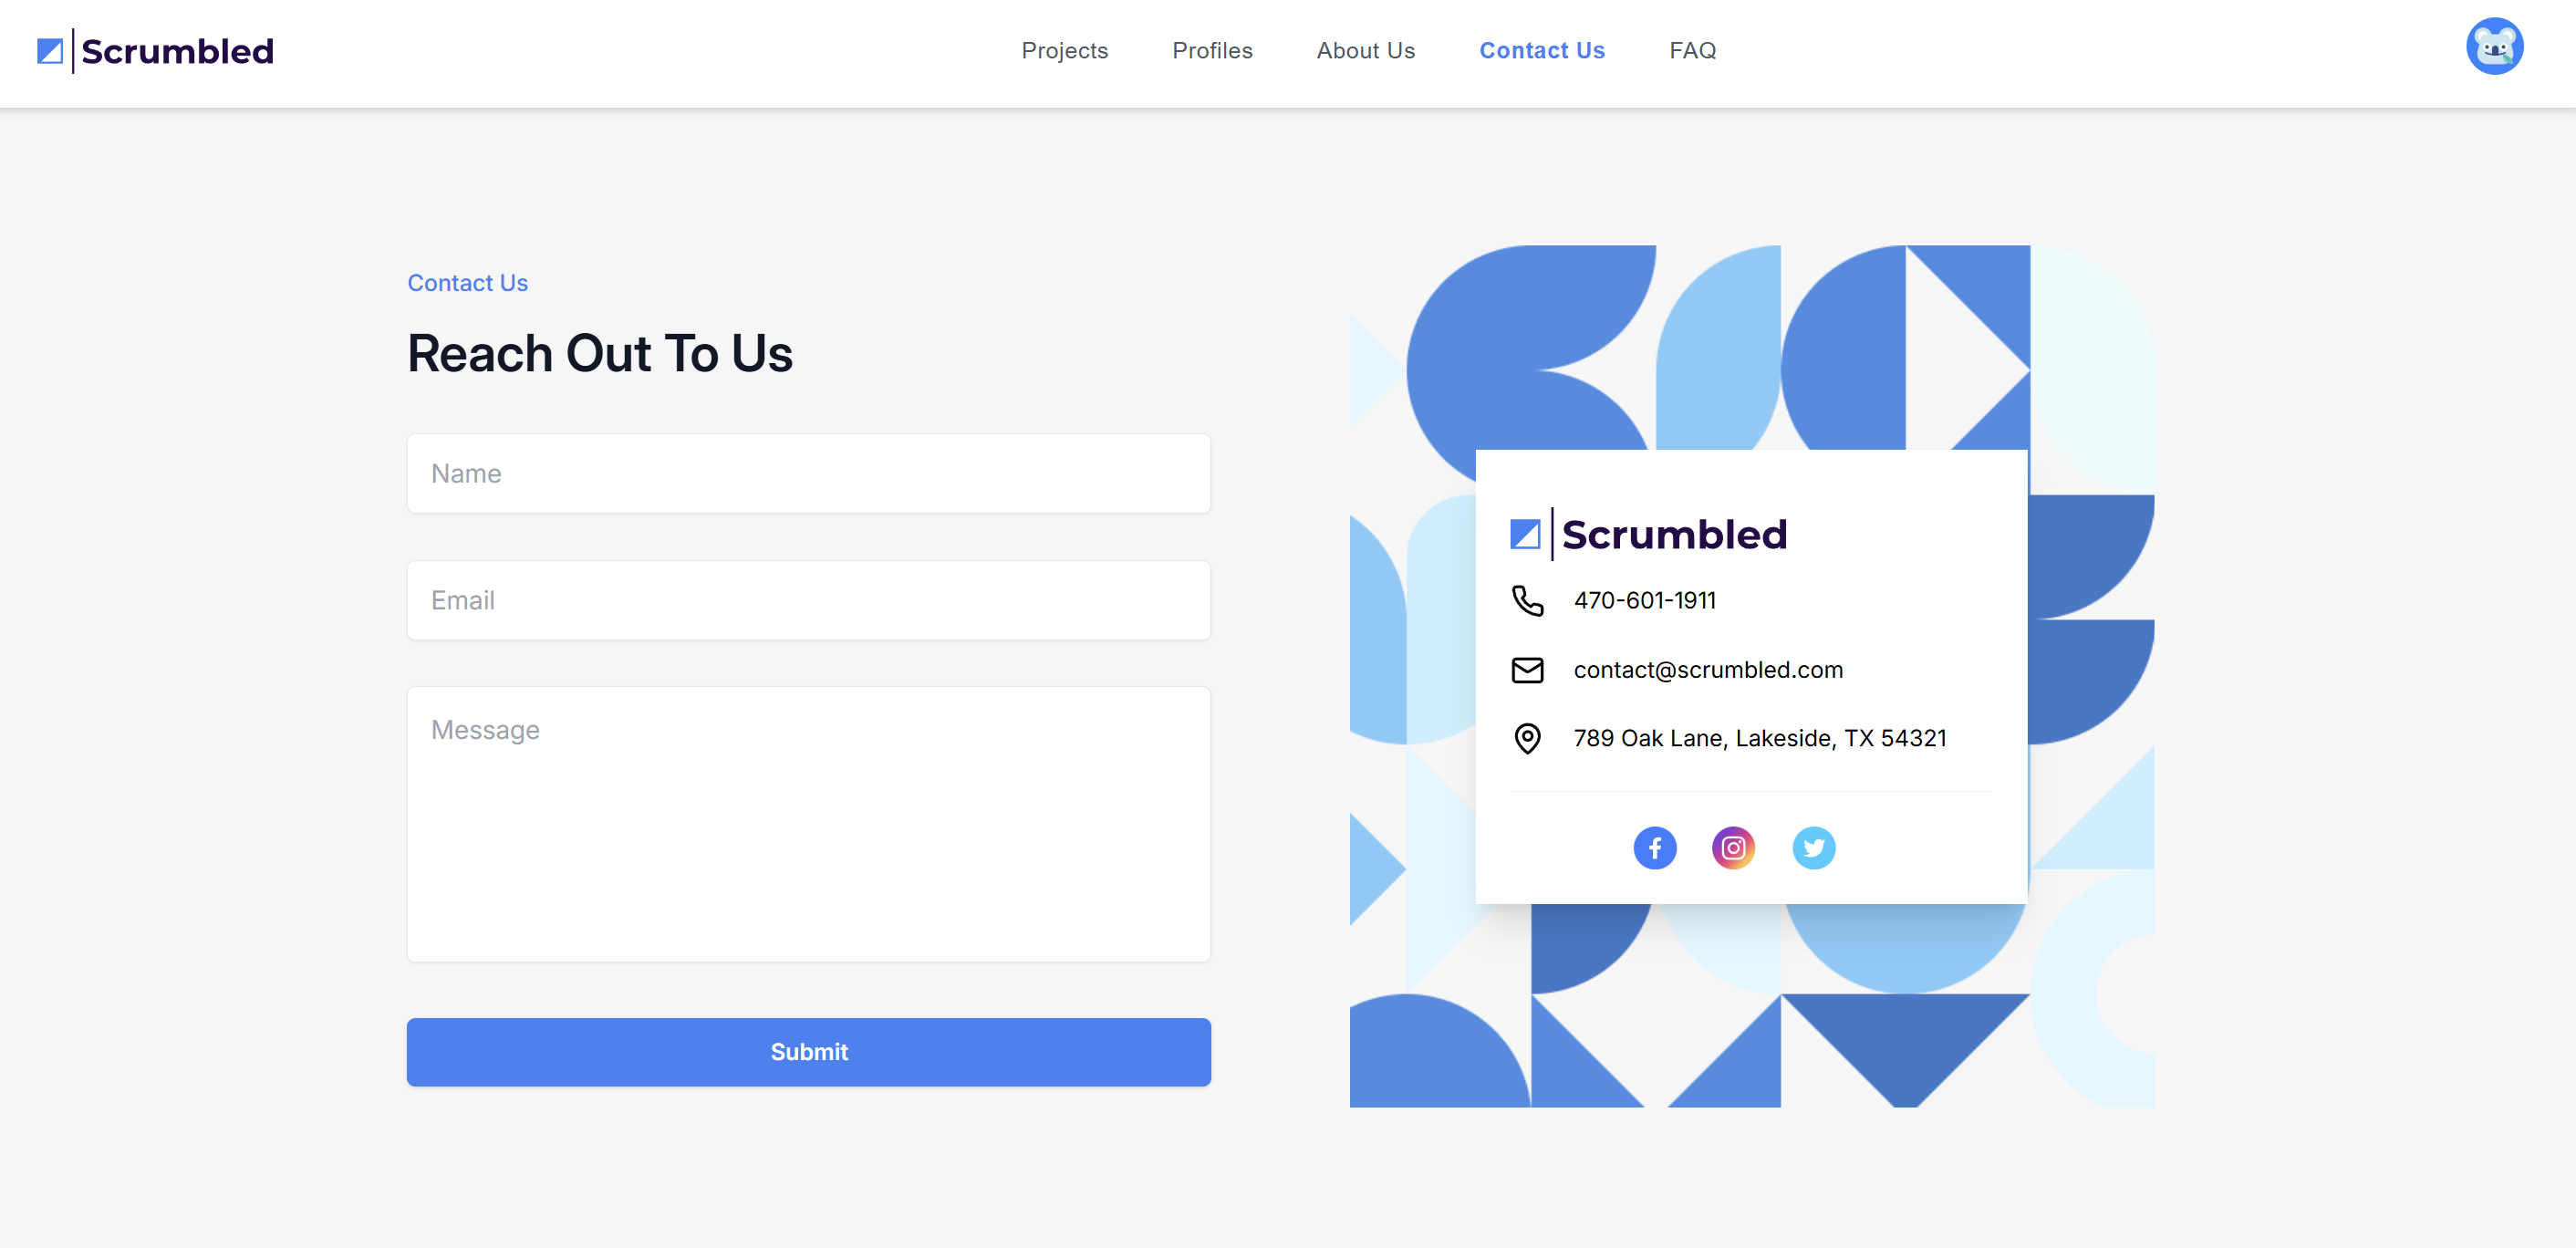 Scrumbled
Projects
Profiles
About Us
Contact Us
FAQ
Contact Us
Reach Out To Us
Name
Email
Message
Submit
Scrumbled
470-601-1911
contact@scrumbled.com
789 Oak Lane, Lakeside, TX 54321